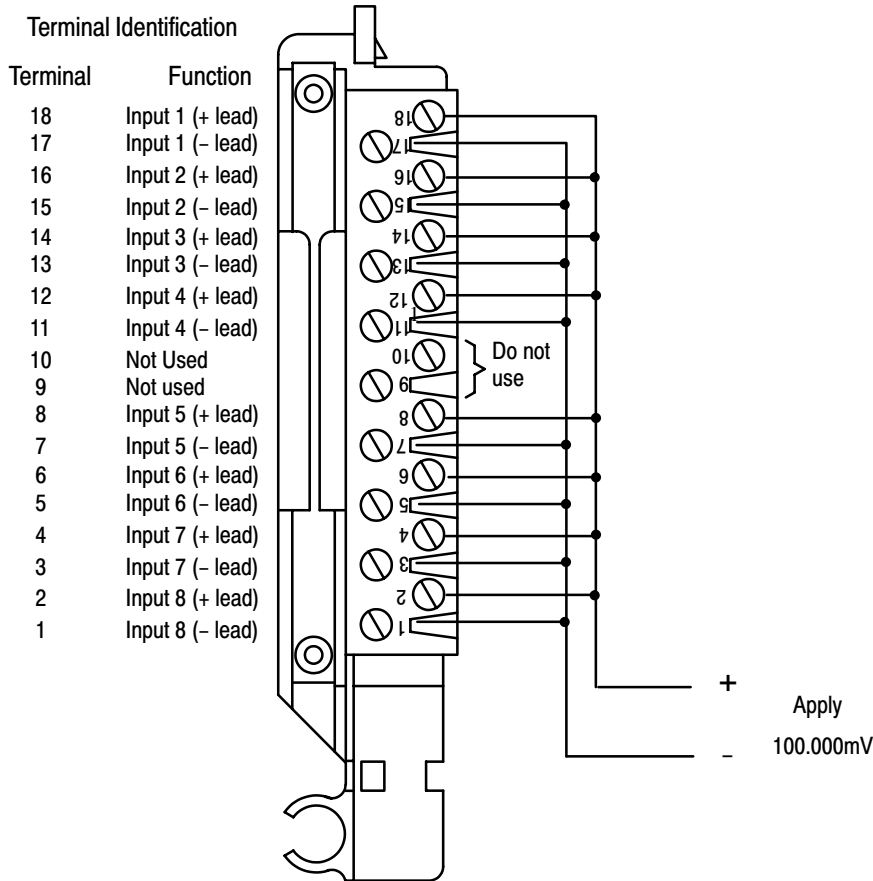 Terminal Identification
Terminal Function
18 Input 1 (+ lead)
17 Input 1 (– lead)
16 Input 2 (+ lead)
15 Input 2 (– lead)
14 Input 3 (+ lead)
13 Input 3 (– lead)
12 Input 4 (+ lead)
11 Input 4 (– lead)
10 Not Used
9 Not used
8 Input 5 (+ lead)
7 Input 5 (– lead)
6 Input 6 (+ lead)
5 Input 6 (– lead)
4 Input 7 (+ lead)
3 Input 7 (– lead)
2 Input 8 (+ lead)
1 Input 8 (– lead)
18
17
16
15
14
13
12
11
10
9
8
7
6
5
4
3
2
1
Do not
use
+
Apply
100.000mV
–